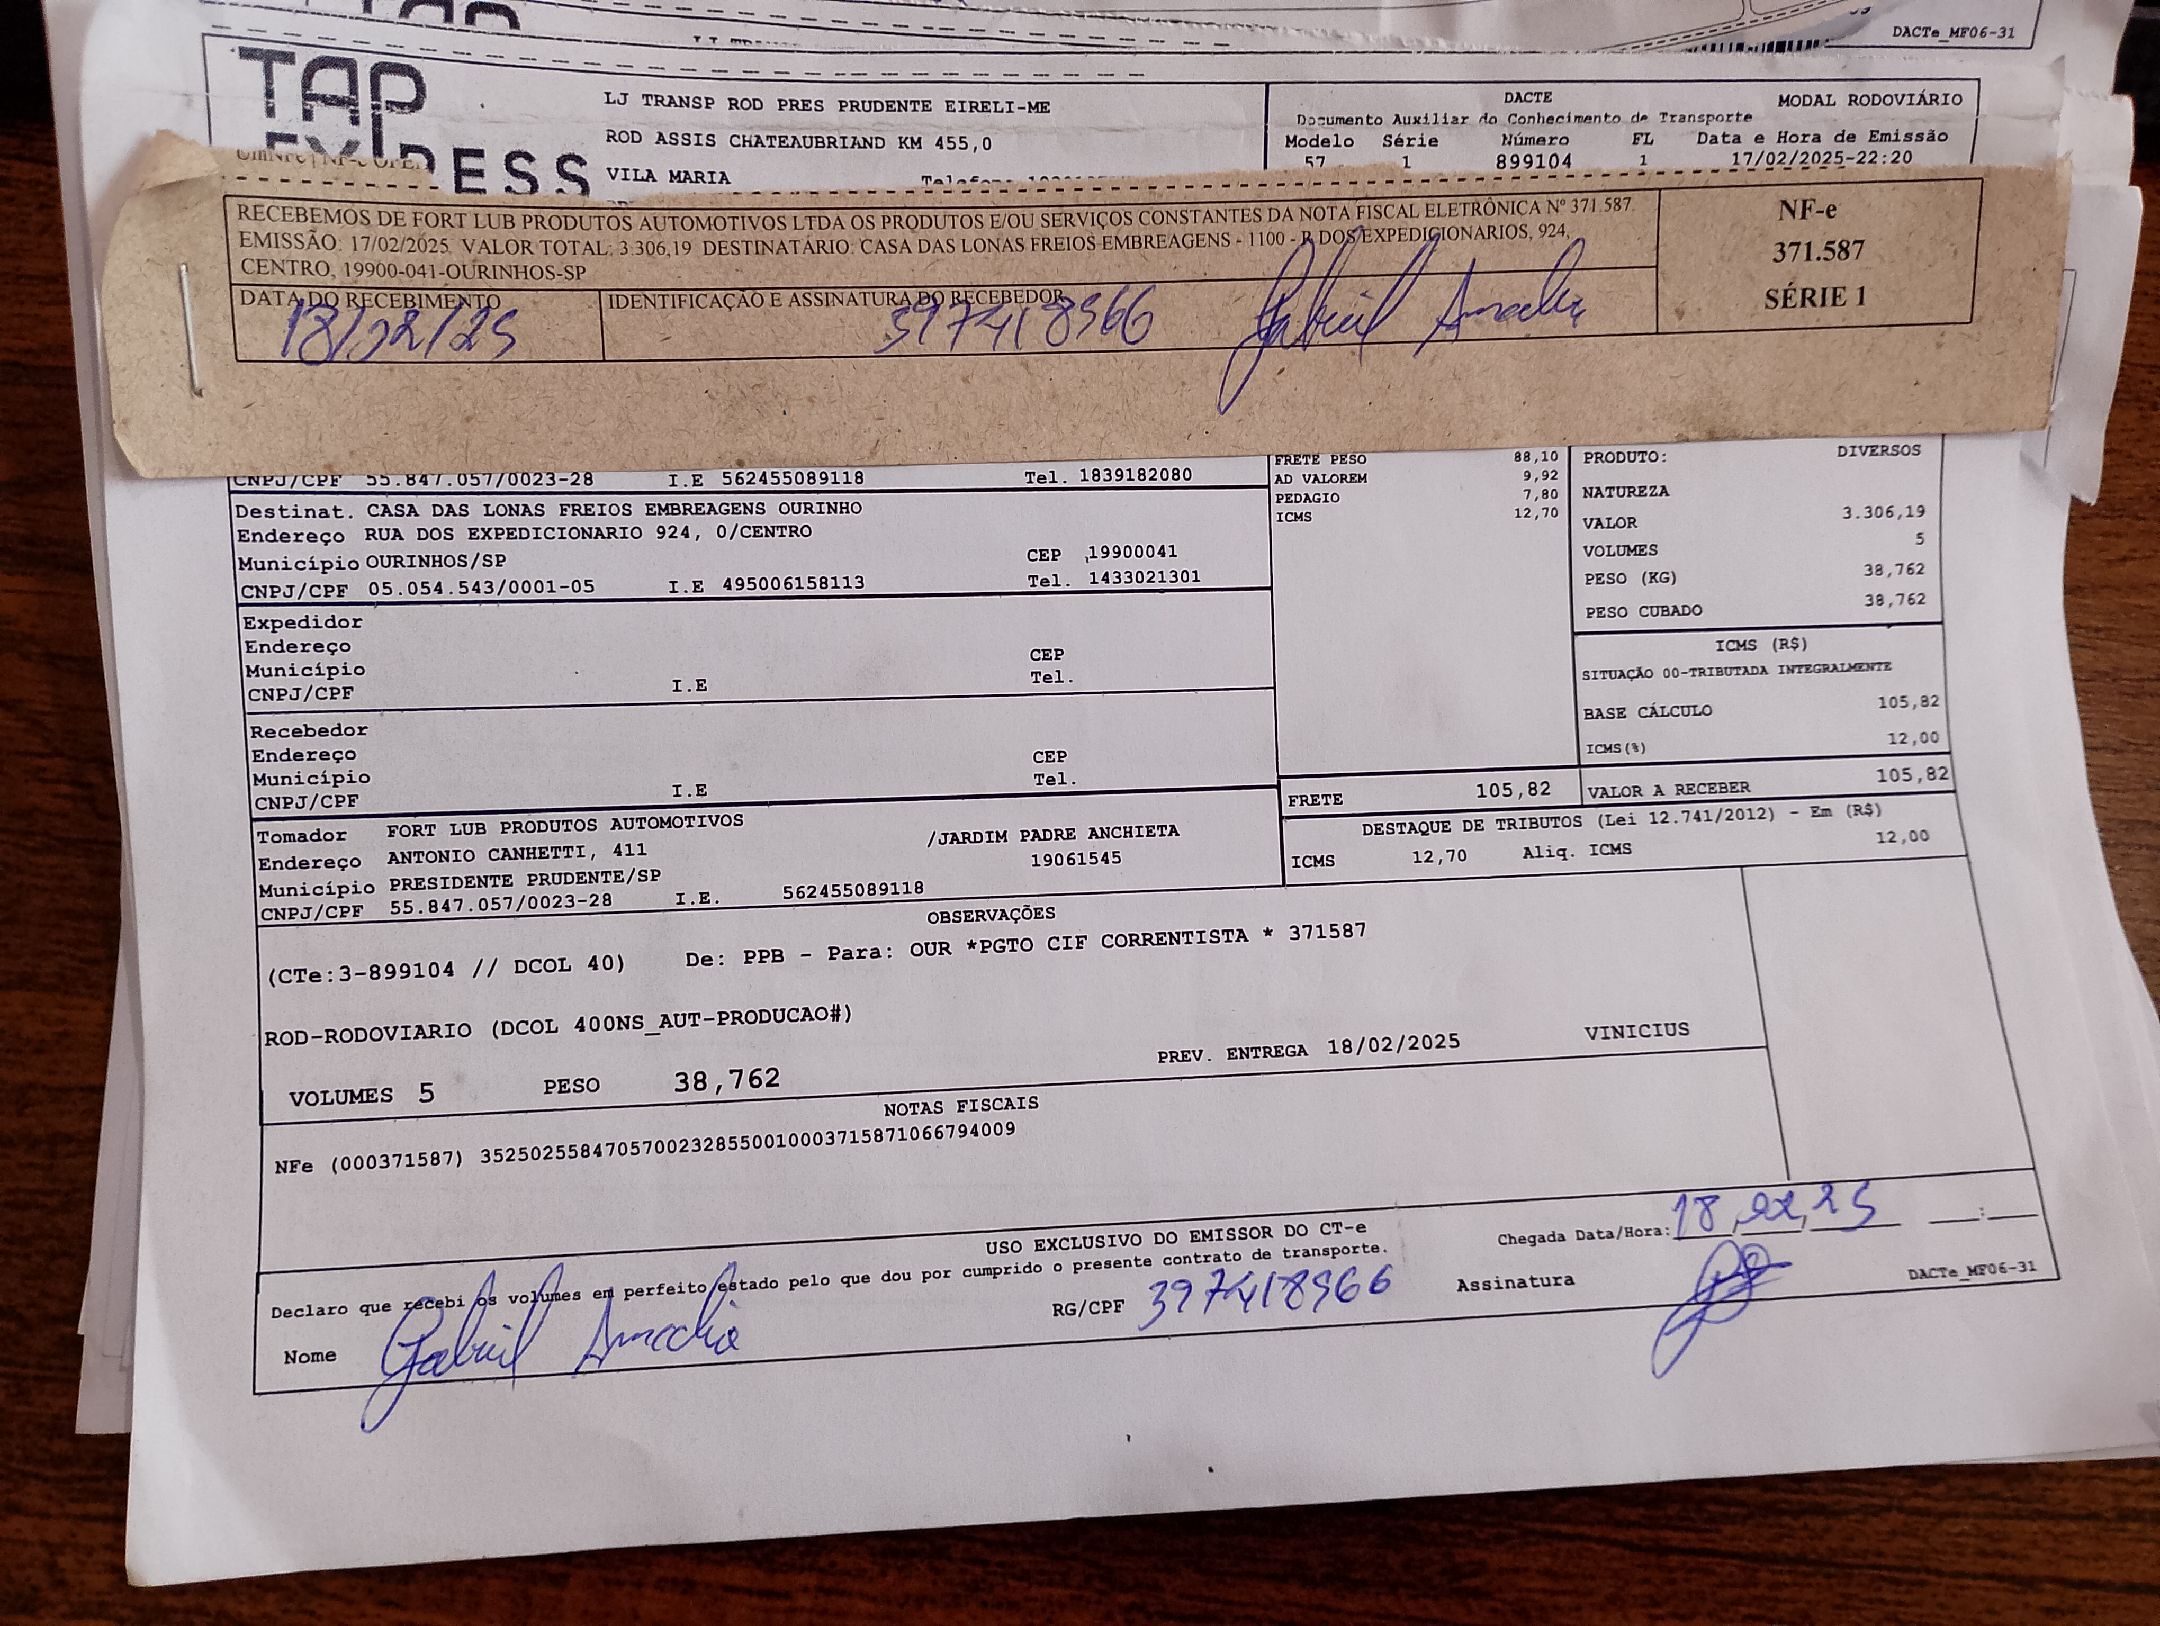 DACTe_MF06-31
TAP
EXPRESS
LJ TRANSP ROD PRES PRUDENTE EIRELI-ME
ROD ASSIS CHATEAUBRIAND KM 455,0
VILA MARIA
DACTE MODAL RODOVIÁRIO
Documento Auxiliar do Conhecimento de Transporte
Modelo Série Número FL Data e Hora de Emissão
57 1 899104 1 17/02/2025-22:20
RECEBEMOS DE FORT LUB PRODUTOS AUTOMOTIVOS LTDA OS PRODUTOS E/OU SERVIÇOS CONSTANTES DA NOTA FISCAL ELETRÔNICA Nº 371.587.
EMISSÃO: 17/02/2025. VALOR TOTAL: 3.306,19 DESTINATÁRIO: CASA DAS LONAS FREIOS EMBREAGENS - 1100 - R DOS EXPEDICIONARIOS, 924,
CENTRO, 19900-041-OURINHOS-SP
NF-e
371.587
SÉRIE 1
DATA DO RECEBIMENTO
18/02/25
IDENTIFICAÇÃO E ASSINATURA DO RECEBEDOR
397418566 Gabriel
CNPJ/CPF 55.847.057/0023-28 I.E 562455089118 Tel. 1839182080
Destinat. CASA DAS LONAS FREIOS EMBREAGENS OURINHO
Endereço RUA DOS EXPEDICIONARIO 924, 0/CENTRO
Município OURINHOS/SP CEP 19900041
CNPJ/CPF 05.054.543/0001-05 I.E 495006158113 Tel. 1433021301
Expedidor
Endereço
Município CEP
CNPJ/CPF I.E Tel.
Recebedor
Endereço
Município CEP
CNPJ/CPF I.E Tel.
Tomador FORT LUB PRODUTOS AUTOMOTIVOS
Endereço ANTONIO CANHETTI, 411 /JARDIM PADRE ANCHIETA
Município PRESIDENTE PRUDENTE/SP 19061545
CNPJ/CPF 55.847.057/0023-28 I.E. 562455089118
FRETE PESO 88,10
AD VALOREM 9,92
PEDAGIO 7,80
ICMS 12,70
PRODUTO: DIVERSOS
NATUREZA
VALOR 3.306,19
VOLUMES 5
PESO (KG) 38,762
PESO CUBADO 38,762
ICMS (R$)
SITUAÇÃO 00-TRIBUTADA INTEGRALMENTE
BASE CÁLCULO 105,82
ICMS(%) 12,00
FRETE 105,82 VALOR A RECEBER 105,82
DESTAQUE DE TRIBUTOS (Lei 12.741/2012) - Em (R$)
ICMS 12,70 Aliq. ICMS 12,00
OBSERVAÇÕES
(CTe:3-899104 // DCOL 40) De: PPB - Para: OUR *PGTO CIF CORRENTISTA * 371587
ROD-RODOVIARIO (DCOL 400NS_AUT-PRODUCAO#)
VOLUMES 5 PESO 38,762 PREV. ENTREGA 18/02/2025 VINICIUS
NOTAS FISCAIS
NFe (000371587) 35250255847057002328550010003715871066794009
USO EXCLUSIVO DO EMISSOR DO CT-e
Declaro que recebi os volumes em perfeito estado pelo que dou por cumprido o presente contrato de transporte.
Nome Gabriel RG/CPF 397418566
Chegada Data/Hora: 18,02,25
Assinatura
DACTe_MF06-31